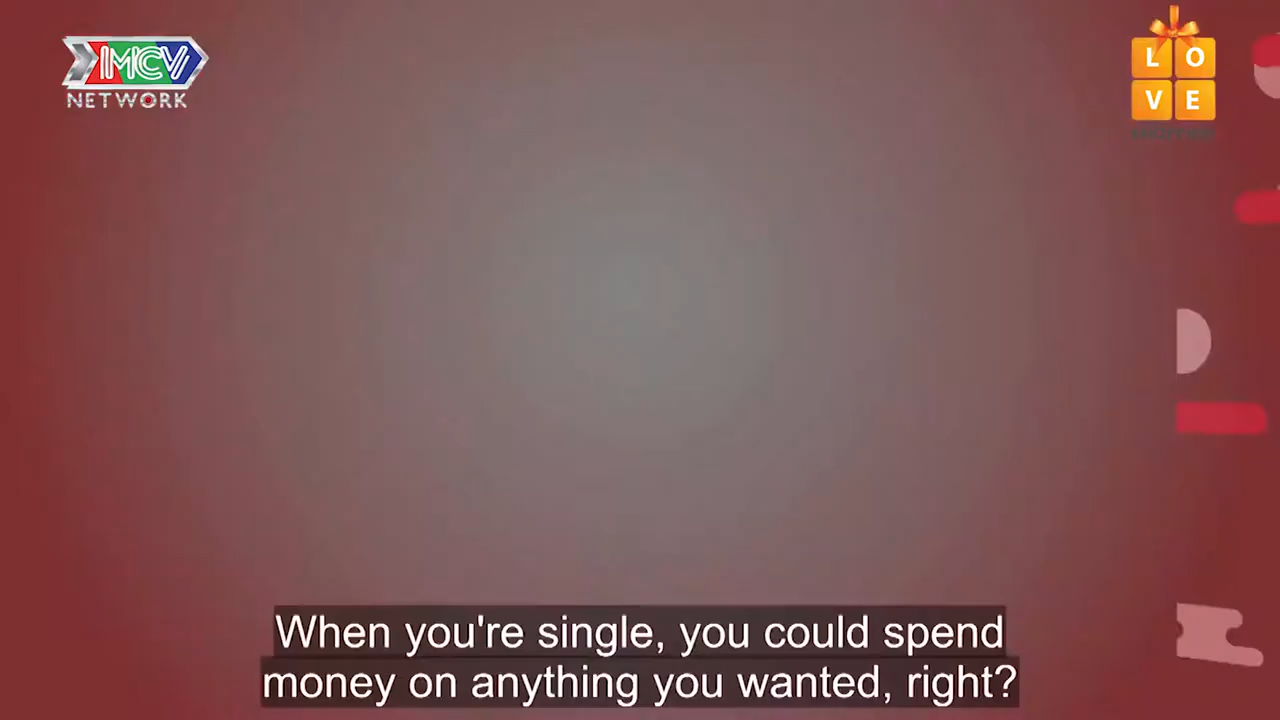 MCV
NETWORK
L O
V E
When you're single, you could spend
money on anything you wanted, right?